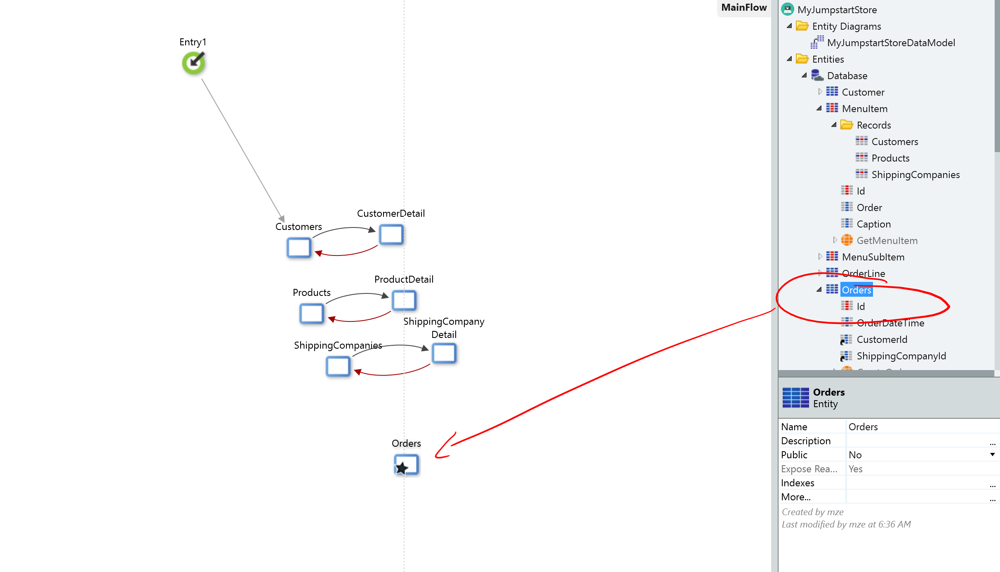 MainFlow
Entry1
CustomerDetail
Customers
ProductDetail
Products
ShippingCompany
Detail
ShippingCompanies
Orders
MyJumpstartStore
Entity Diagrams
MyJumpstartStoreDataModel
Entities
Database
Customer
MenuItem
Records
Customers
Products
ShippingCompanies
Id
Order
Caption
GetMenuItem
MenuSubItem
OrderLine
Orders
Id
OrderDateTime
CustomerId
ShippingCompanyId
Orders
Entity
Name Orders
Description ...
Public No
Expose Rea... Yes
Indexes ...
More... ...
Created by mze
Last modified by mze at 6:36 AM